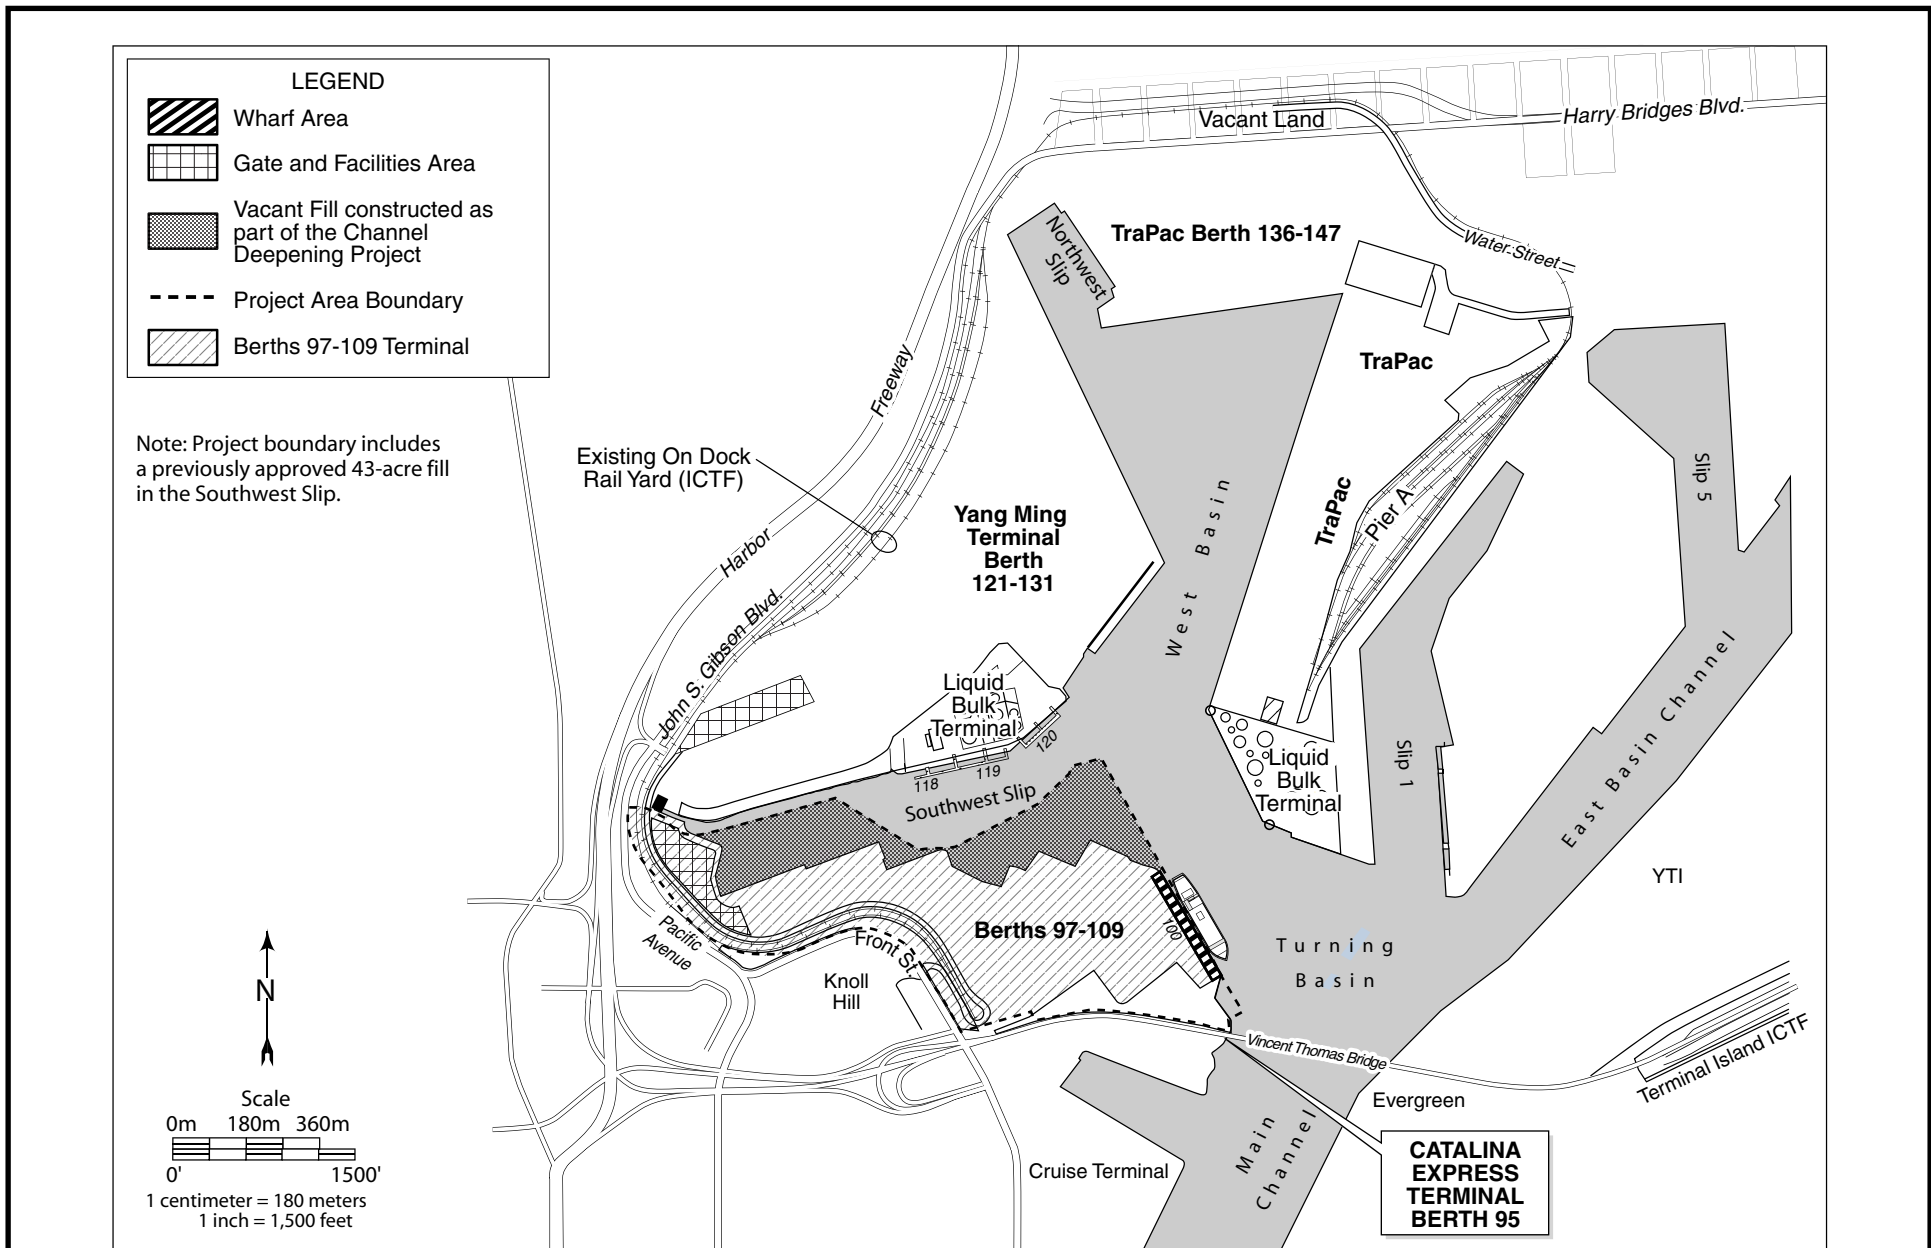 LEGEND
Wharf Area
Gate and Facilities Area
Vacant Fill constructed as
part of the Channel
Deepening Project
Project Area Boundary
Berths 97-109 Terminal
Note: Project boundary includes
a previously approved 43-acre fill
in the Southwest Slip.
Vacant Land
Harry Bridges Blvd.
Northwest
Slip
TraPac Berth 136-147
Water Street
TraPac
Freeway
Existing On Dock
Rail Yard (ICTF)
Harbor
Yang Ming
Terminal
Berth
121-131
West Basin
TraPac
Pier A
Slip 5
John S. Gibson Blvd.
Liquid
Bulk
Terminal
118
119
120
Southwest Slip
Liquid
Bulk
Terminal
Slip 1
East Basin Channel
YTI
Pacific
Avenue
Front St.
Berths 97-109
100
Turning
Basin
Knoll
Hill
N
Vincent Thomas Bridge
Terminal Island ICTF
Evergreen
Main
Channel
Cruise Terminal
CATALINA
EXPRESS
TERMINAL
BERTH 95
Scale
0m 180m 360m
0' 1500'
1 centimeter = 180 meters
1 inch = 1,500 feet